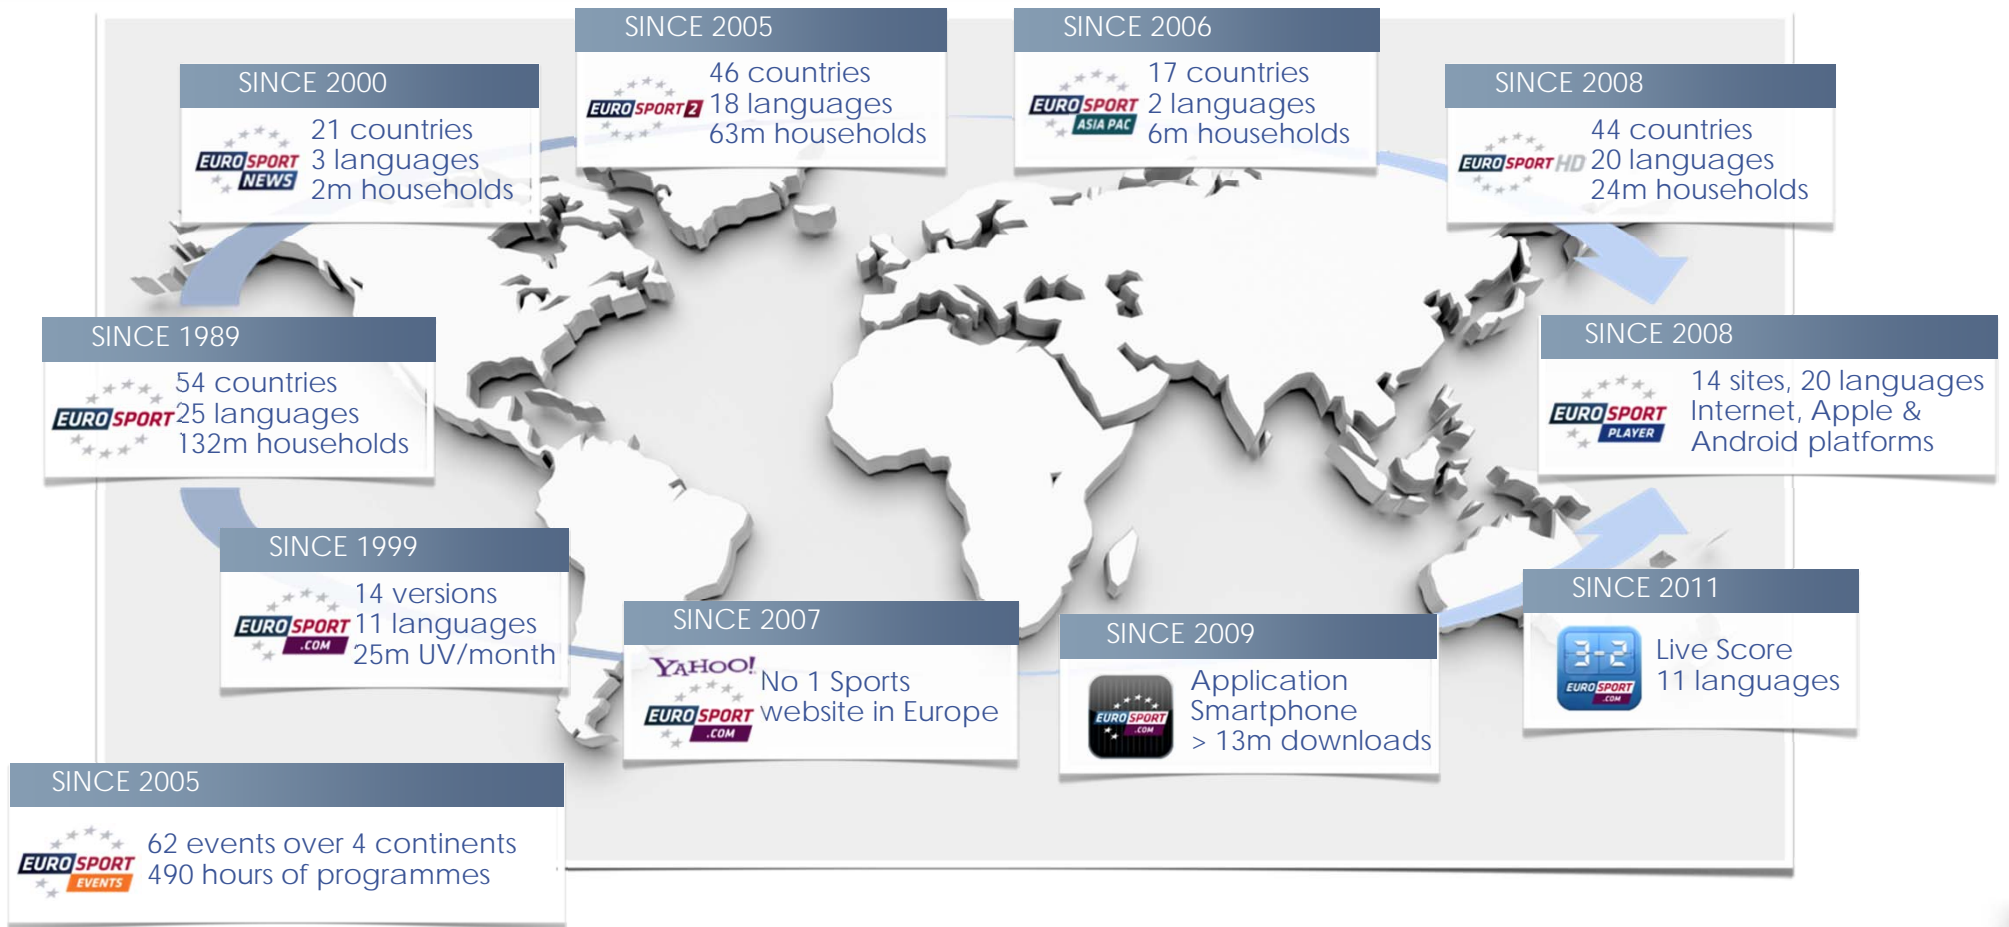 SINCE 2005
EUROSPORT 2
46 countries
18 languages
63m households
SINCE 2006
EUROSPORT
ASIA PAC
17 countries
2 languages
6m households
SINCE 2000
EUROSPORT
NEWS
21 countries
3 languages
2m households
SINCE 2008
EUROSPORT HD
44 countries
20 languages
24m households
SINCE 1989
EUROSPORT
54 countries
25 languages
132m households
SINCE 2008
EUROSPORT
PLAYER
14 sites, 20 languages
Internet, Apple &
Android platforms
SINCE 1999
EUROSPORT
.COM
14 versions
11 languages
25m UV/month
SINCE 2007
YAHOO!
EUROSPORT
.COM
No 1 Sports
website in Europe
SINCE 2009
EUROSPORT
.COM
Application
Smartphone
> 13m downloads
SINCE 2011
3-2
EUROSPORT
.COM
Live Score
11 languages
SINCE 2005
EUROSPORT
EVENTS
62 events over 4 continents
490 hours of programmes